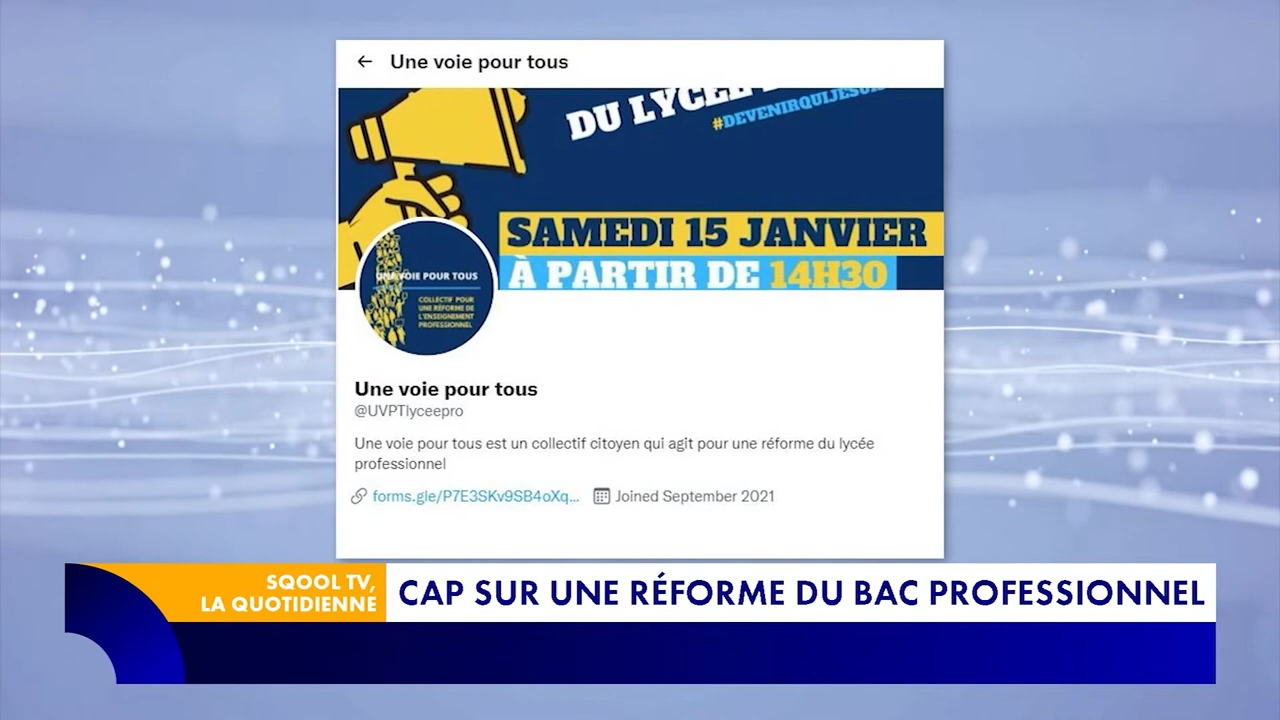 Une voie pour tous
DU LYCÉE
#DEVENIRQUIJESUIS
SAMEDI 15 JANVIER
À PARTIR DE 14H30
UNE VOIE POUR TOUS
COLLECTIF POUR
UNE RÉFORME DE
L'ENSEIGNEMENT
PROFESSIONNEL
Une voie pour tous
@UVPTlyceepro
Une voie pour tous est un collectif citoyen qui agit pour une réforme du lycée
professionnel
forms.gle/P7E3SKv9SB4oXq... Joined September 2021
SQOOL TV,
LA QUOTIDIENNE
CAP SUR UNE RÉFORME DU BAC PROFESSIONNEL